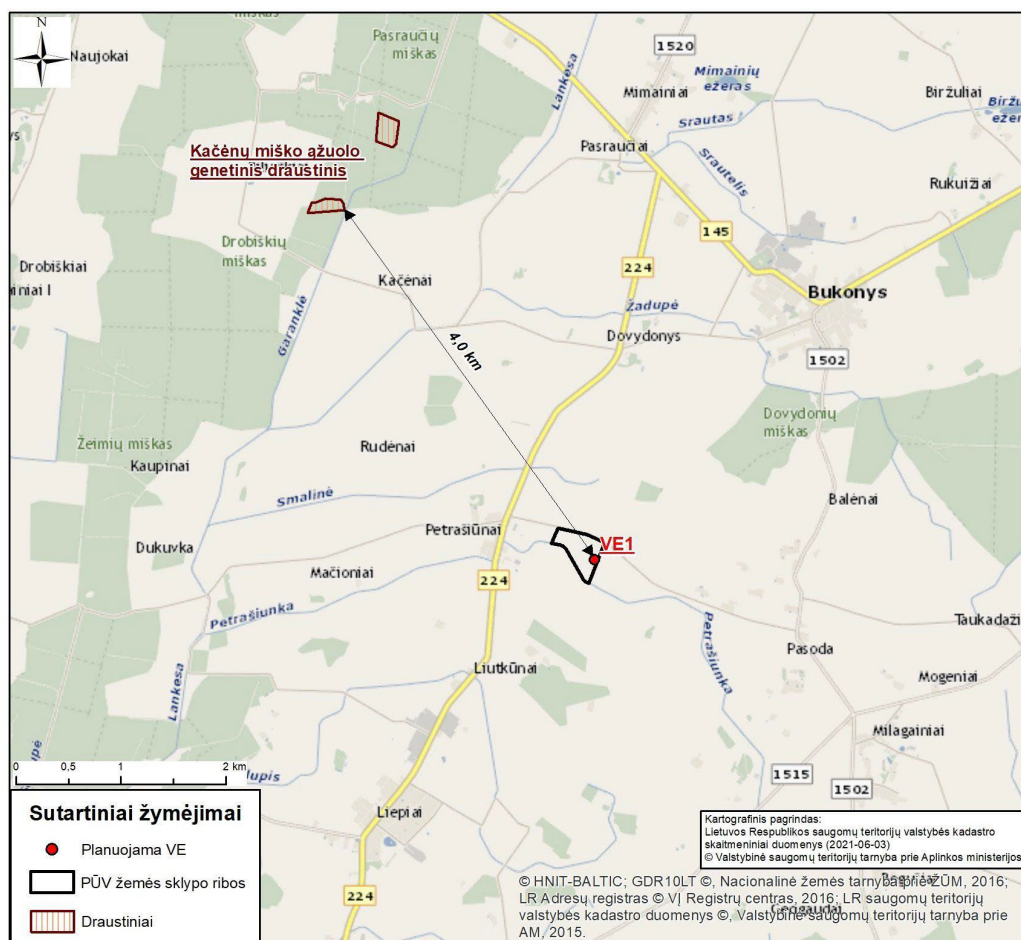 N
Naujokai
Pasraučių
miškas
1520
Mimainių
ežeras
Mimainiai
Biržuliai
Lankesa
Srautas
Pasraučiai
Srautelis
Rukuižiai
Kačėnų miško ąžuolo
genetinis draustinis
145
Drobiškių
miškas
Drobiškiai
iniai I
Kačėnai
224
Bukonys
Žadupė
Garanklė
Dovydonys
4,0 km
1502
Dovydonių
miškas
Žeimių miškas
Kaupinai
Rudėnai
Smalinė
Balėnai
Petrašiūnai
VE1
Dukuvka
Mačioniai
224
Petrašiunka
Taukadaži
Petrašiunka
Pasoda
Liutkūnai
Mogeniai
Lankesa
Milagainiai
1515
1502
0 0,5 1 2 km
lupis
Liepiai
224
Sutartiniai žymėjimai
Planuojama VE
PŪV žemės sklypo ribos
Draustiniai
Kartografinis pagrindas:
Lietuvos Respublikos saugomų teritorijų valstybės kadastro
skaitmeniniai duomenys (2021-06-03)
© Valstybinė saugomų teritorijų tarnyba prie Aplinkos ministerijos
© HNIT-BALTIC; GDR10LT ©, Nacionalinė žemės tarnyba prie ŽŪM, 2016;
LR Adresų registras © VĮ Registrų centras, 2016; LR saugomų teritorijų
valstybės kadastro duomenys ©, Valstybinė saugomų teritorijų tarnyba prie
AM, 2015.